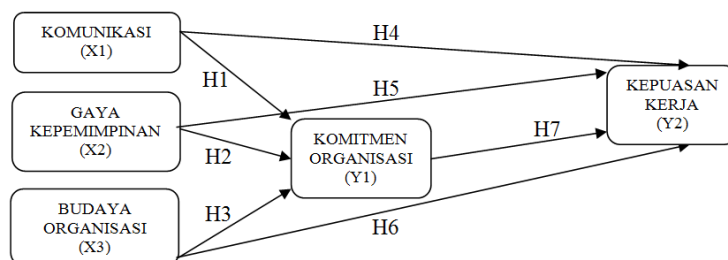 KOMUNIKASI
(X1)
H4
H1
H5
GAYA
KEPEMIMPINAN
(X2)
H2
KOMITMEN
ORGANISASI
(Y1)
H7
KEPUASAN
KERJA
(Y2)
H3
BUDAYA
ORGANISASI
(X3)
H6